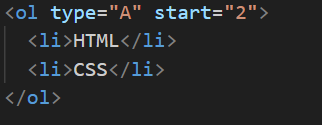 <ol type="A" start="2">
<li>HTML</li>
<li>CSS</li>
</ol>